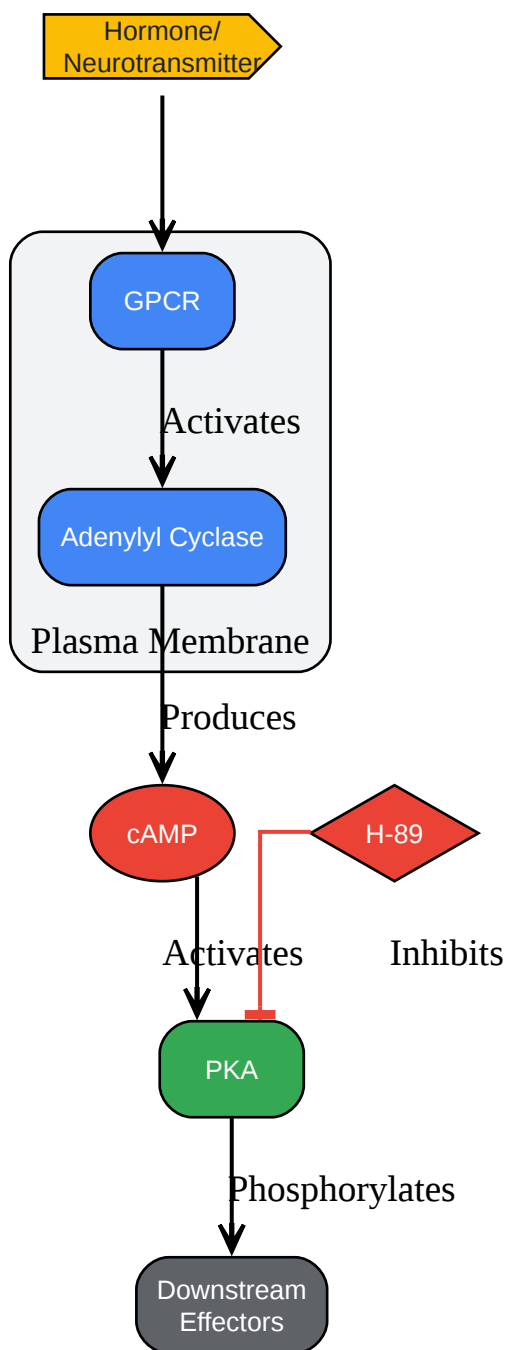 Hormone/
Neurotransmitter
GPCR
Activates
Adenylyl Cyclase
Plasma Membrane
Produces
cAMP
H-89
Activates
Inhibits
PKA
Phosphorylates
Downstream
Effectors